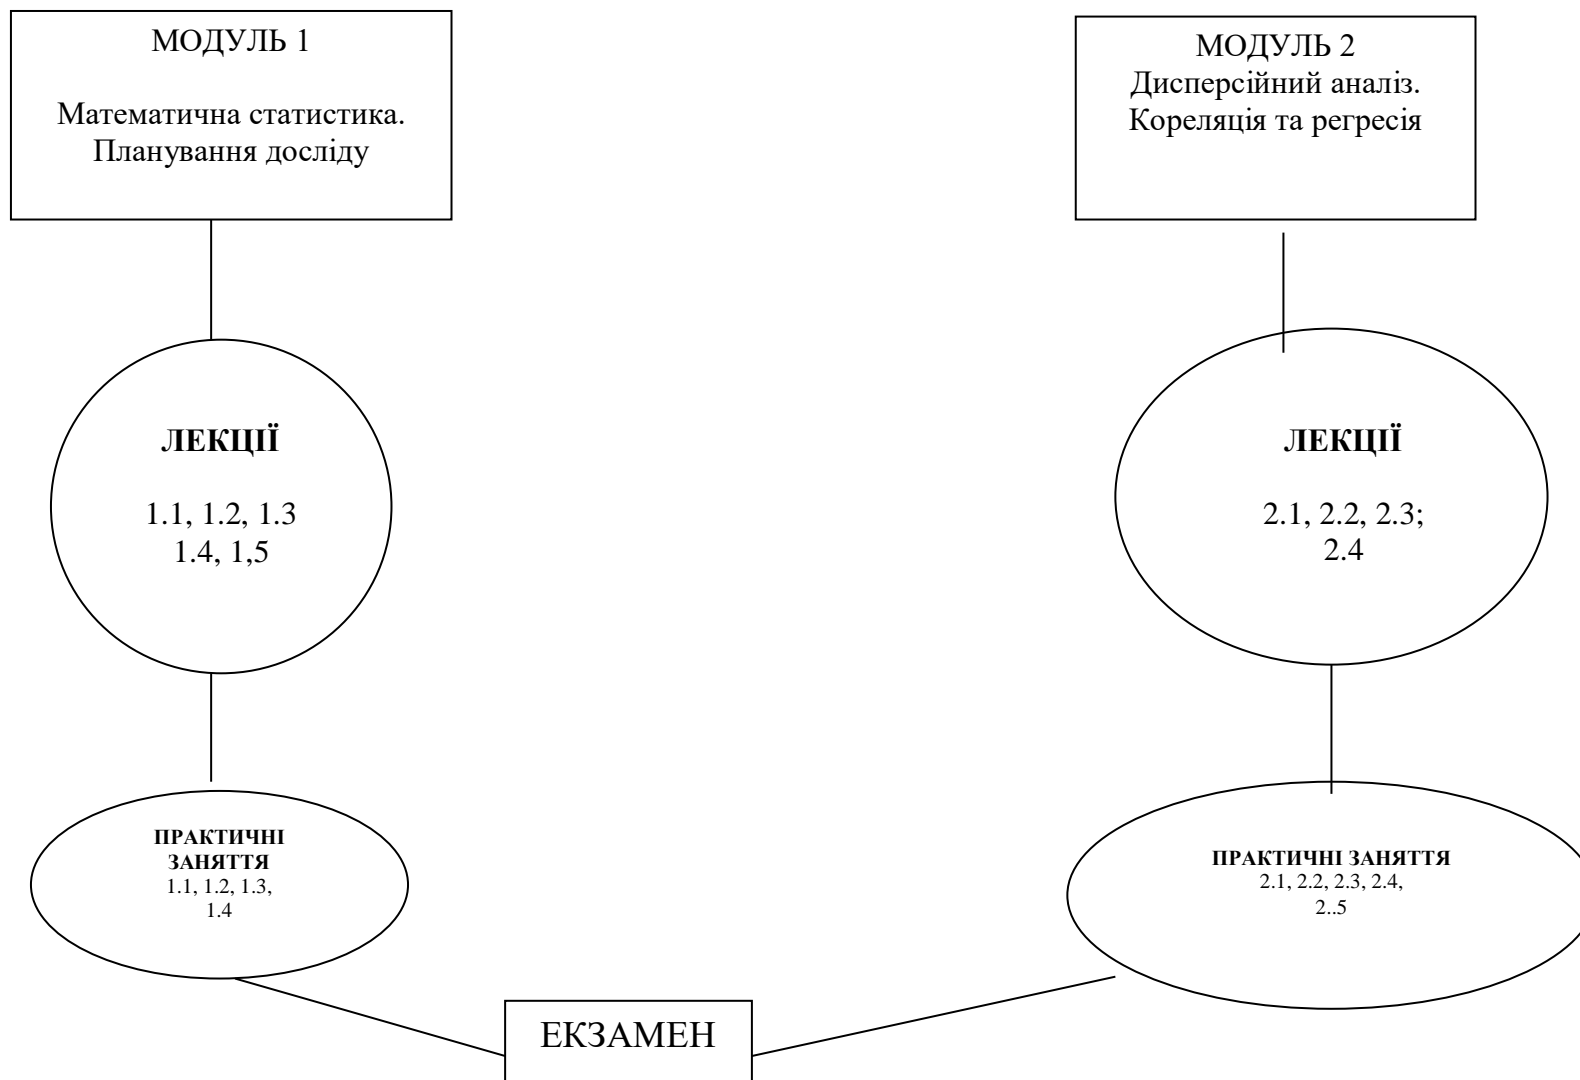 МОДУЛЬ 1
Математична статистика.
Планування досліду
МОДУЛЬ 2
Дисперсійний аналіз.
Кореляція та регресія
ЛЕКЦІЇ
1.1, 1.2, 1.3
1.4, 1,5
ЛЕКЦІЇ
2.1, 2.2, 2.3;
2.4
ПРАКТИЧНІ
ЗАНЯТТЯ
1.1, 1.2, 1.3,
1.4
ПРАКТИЧНІ ЗАНЯТТЯ
2.1, 2.2, 2.3, 2.4,
2..5
ЕКЗАМЕН